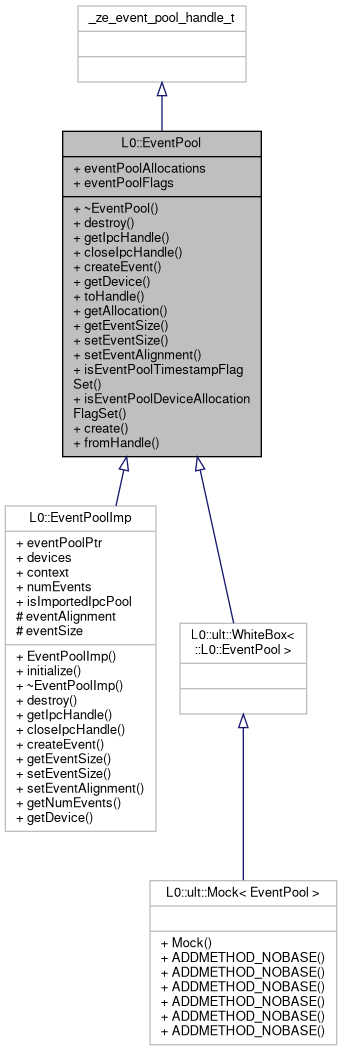 _ze_event_pool_handle_t
L0::EventPool
+ eventPoolAllocations
+ eventPoolFlags
+ ~EventPool()
+ destroy()
+ getIpcHandle()
+ closeIpcHandle()
+ createEvent()
+ getDevice()
+ toHandle()
+ getAllocation()
+ getEventSize()
+ setEventSize()
+ setEventAlignment()
+ isEventPoolTimestampFlag
Set()
+ isEventPoolDeviceAllocation
FlagSet()
+ create()
+ fromHandle()
L0::EventPoolImp
+ eventPoolPtr
+ devices
+ context
+ numEvents
+ isImportedIpcPool
# eventAlignment
# eventSize
+ EventPoolImp()
+ initialize()
+ ~EventPoolImp()
+ destroy()
+ getIpcHandle()
+ closeIpcHandle()
+ createEvent()
+ getEventSize()
+ setEventSize()
+ setEventAlignment()
+ getNumEvents()
+ getDevice()
L0::ult::WhiteBox<
::L0::EventPool >
L0::ult::Mock< EventPool >
+ Mock()
+ ADDMETHOD_NOBASE()
+ ADDMETHOD_NOBASE()
+ ADDMETHOD_NOBASE()
+ ADDMETHOD_NOBASE()
+ ADDMETHOD_NOBASE()
+ ADDMETHOD_NOBASE()